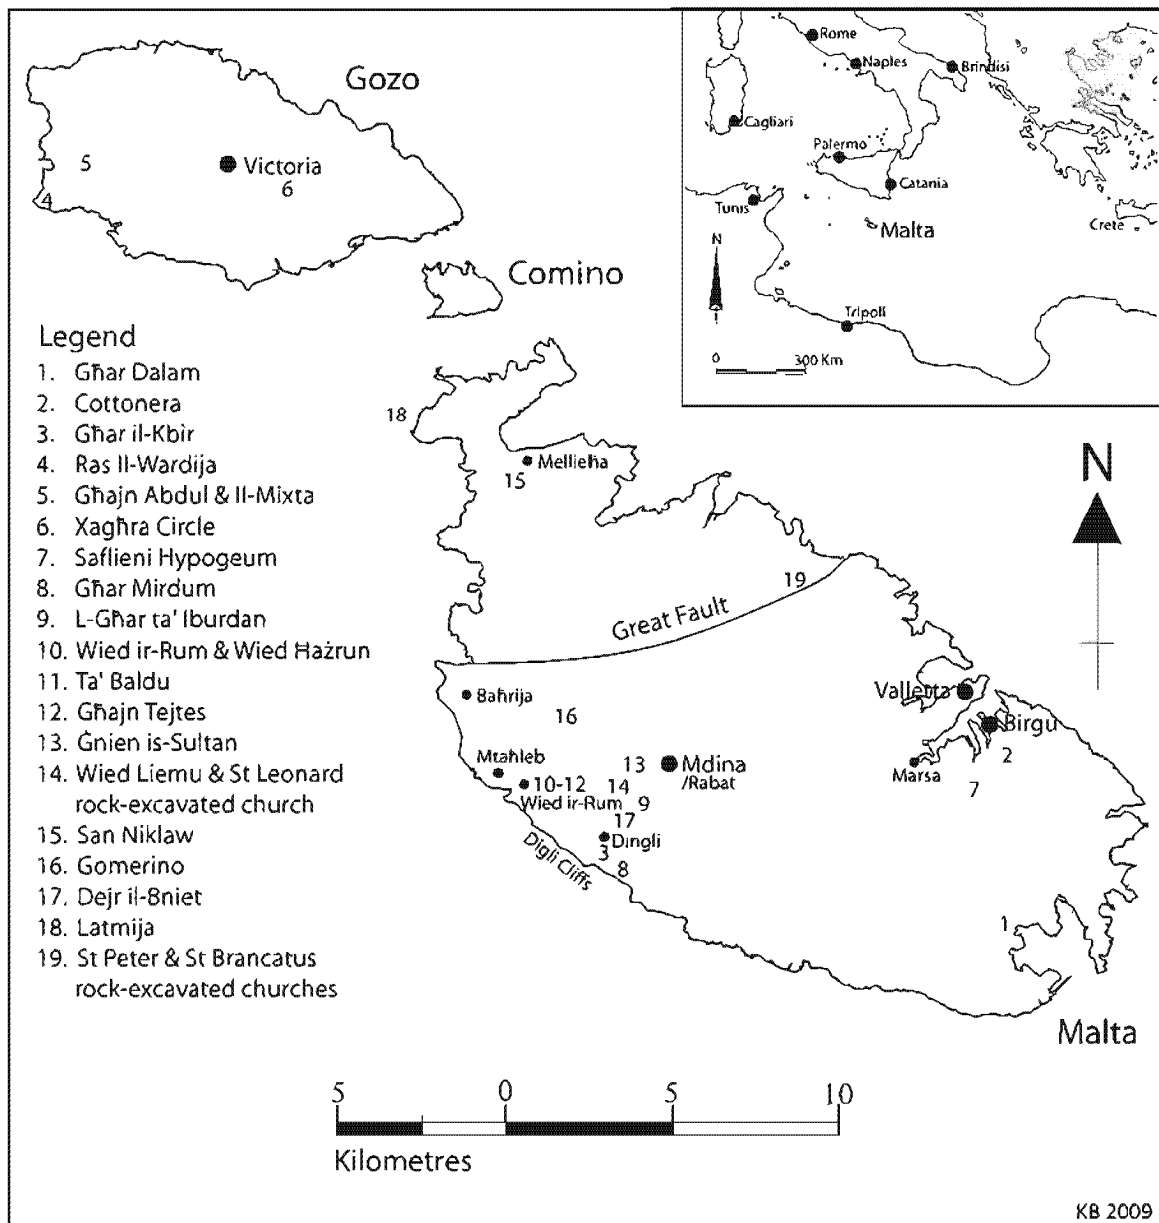 Gozo
5
Victoria
6
4
Comino
Rome
Naples
Brindisi
Cagliari
Palermo
Catania
Tunis
Malta
Crete
N
Tripoli
0 300 Km
Legend
1. Għar Dalam
2. Cottonera
3. Għar il-Kbir
4. Ras Il-Wardija
5. Għajn Abdul & Il-Mixta
6. Xagħra Circle
7. Saflieni Hypogeum
8. Għar Mirdum
9. L-Għar ta' Iburdan
10. Wied ir-Rum & Wied Ħażrun
11. Ta' Baldu
12. Għajn Tejtes
13. Ġnien is-Sultan
14. Wied Liemu & St Leonard
rock-excavated church
15. San Niklaw
16. Gomerino
17. Dejr il-Bniet
18. Latmija
19. St Peter & St Brancatus
rock-excavated churches
18
Mellieħa
15
N
19
Great Fault
Baħrija
16
Valletta
Birgu
2
Marsa
7
Mtaħleb
13
Mdina
/Rabat
10-12
14
Wied ir-Rum
9
17
Dingli
3
8
Digli Cliffs
1
Malta
5 0 5 10
Kilometres
KB 2009